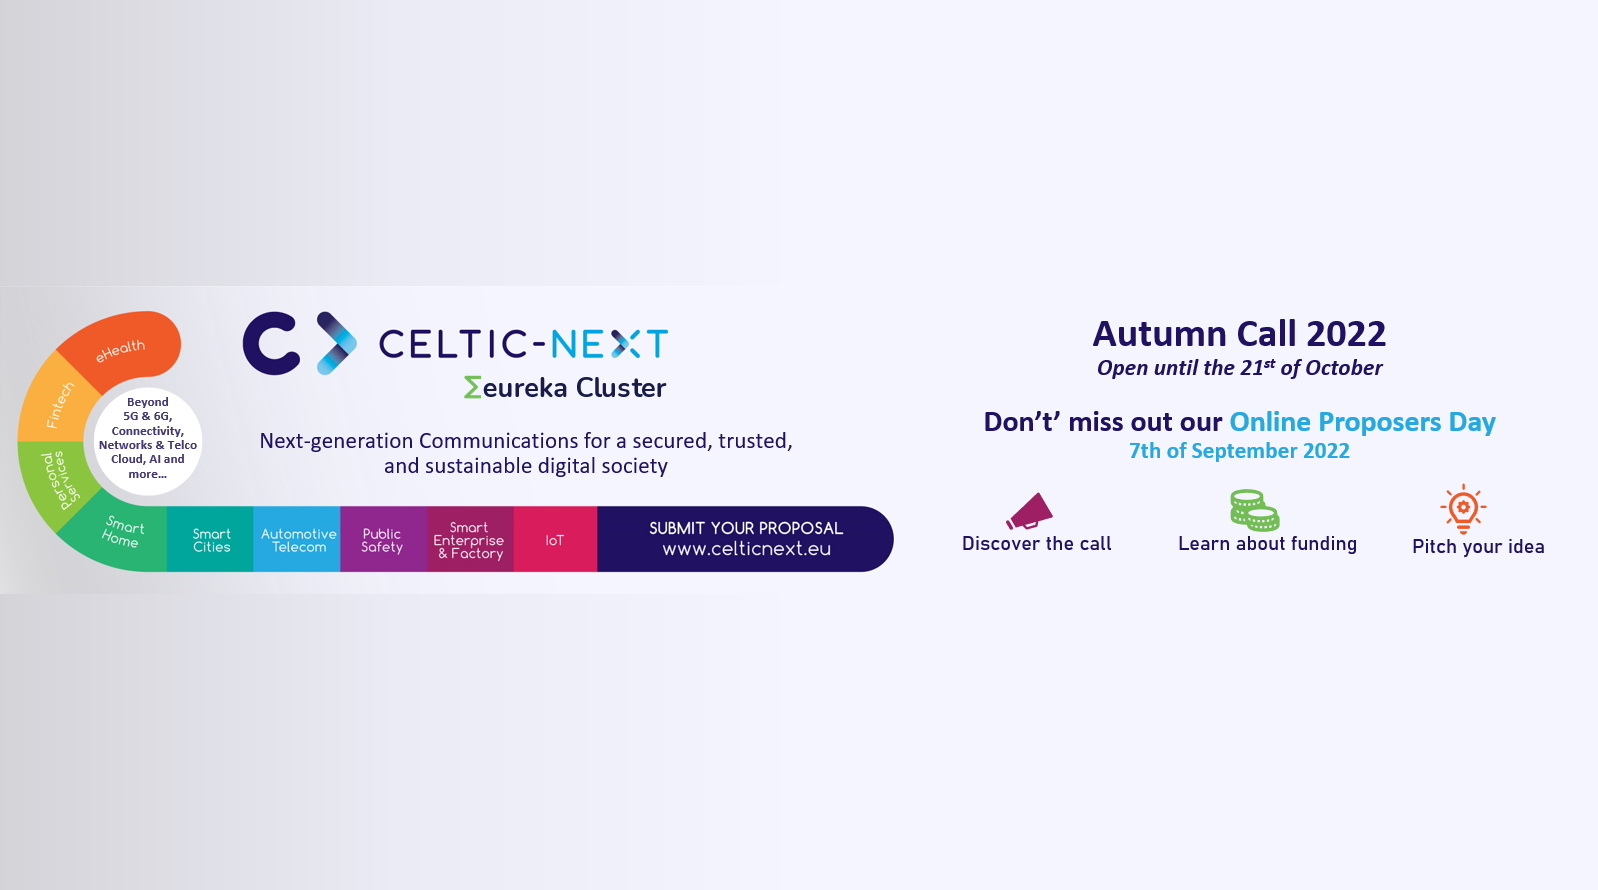 CELTIC-NEXT
eureka Cluster
Next-generation Communications for a secured, trusted,
and sustainable digital society
eHealth
Fintech
Personal
Services
Smart
Home
Smart
Cities
Automotive
Telecom
Public
Safety
Smart
Enterprise
& Factory
IoT
SUBMIT YOUR PROPOSAL
www.celticnext.eu
Beyond
5G & 6G,
Connectivity,
Networks & Telco
Cloud, AI and
more...
Autumn Call 2022
Open until the 21st of October
Don't' miss out our Online Proposers Day
7th of September 2022
Discover the call
Learn about funding
Pitch your idea